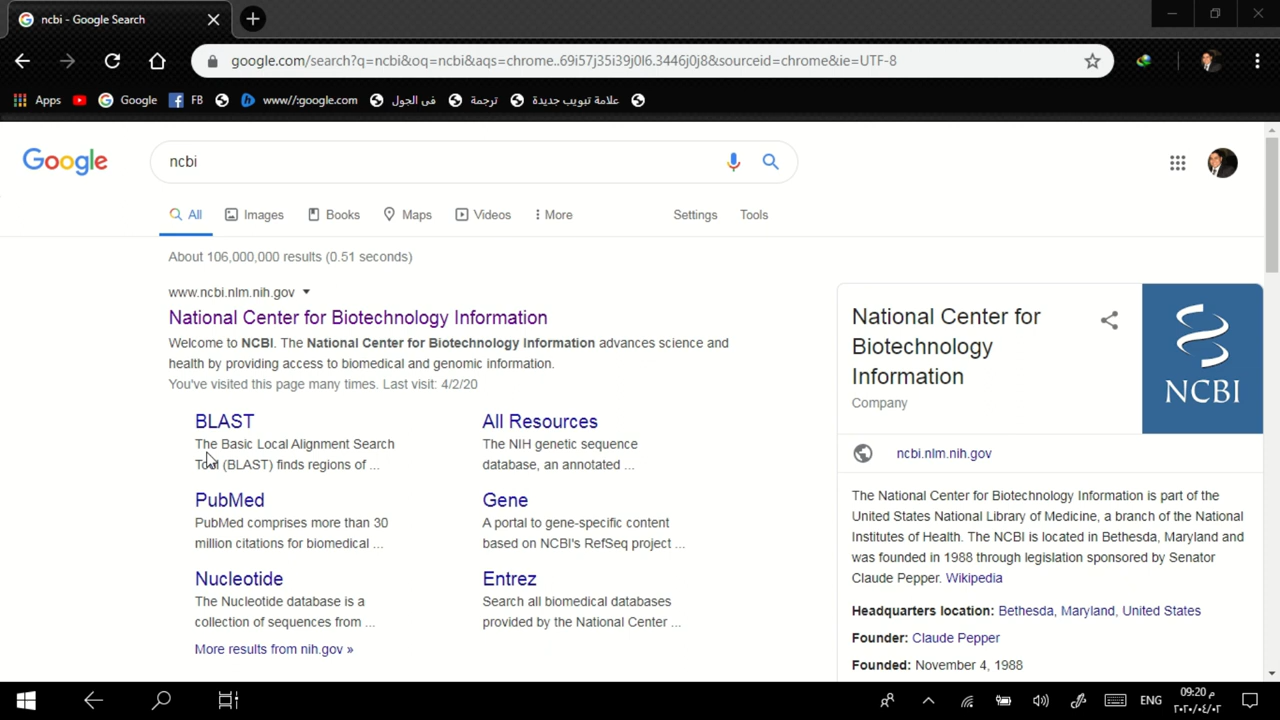 ncbi - Google Search
google.com/search?q=ncbi&oq=ncbi&aqs=chrome..69i57j35i39j0l6.3446j0j8&sourceid=chrome&ie=UTF-8
Apps Google FB www//:google.com فى الجول ترجمة علامة تبويب جديدة
Google
ncbi
All Images Books Maps Videos More Settings Tools
About 106,000,000 results (0.51 seconds)
www.ncbi.nlm.nih.gov
National Center for Biotechnology Information
Welcome to NCBI. The National Center for Biotechnology Information advances science and
health by providing access to biomedical and genomic information.
You've visited this page many times. Last visit: 4/2/20
BLAST
The Basic Local Alignment Search
Tool (BLAST) finds regions of ...
All Resources
The NIH genetic sequence
database, an annotated ...
PubMed
PubMed comprises more than 30
million citations for biomedical ...
Gene
A portal to gene-specific content
based on NCBI's RefSeq project ...
Nucleotide
The Nucleotide database is a
collection of sequences from ...
Entrez
Search all biomedical databases
provided by the National Center ...
More results from nih.gov »
National Center for
Biotechnology
Information
Company
NCBI
ncbi.nlm.nih.gov
The National Center for Biotechnology Information is part of the
United States National Library of Medicine, a branch of the National
Institutes of Health. The NCBI is located in Bethesda, Maryland and
was founded in 1988 through legislation sponsored by Senator
Claude Pepper. Wikipedia
Headquarters location: Bethesda, Maryland, United States
Founder: Claude Pepper
Founded: November 4, 1988
ENG
09:20 م
٢٠٢٠/٠٤/٠٢